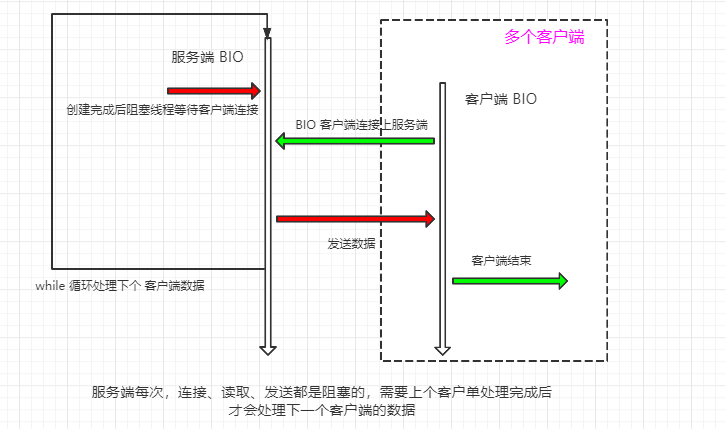 多个客户端
服务端 BIO
客户端 BIO
创建完成后阻塞线程等待客户端连接
BIO 客户端连接上服务端
发送数据
客户端结束
while 循环处理下个 客户端数据
服务端每次，连接、读取、发送都是阻塞的，需要上个客户单处理完成后
才会处理下一个客户端的数据